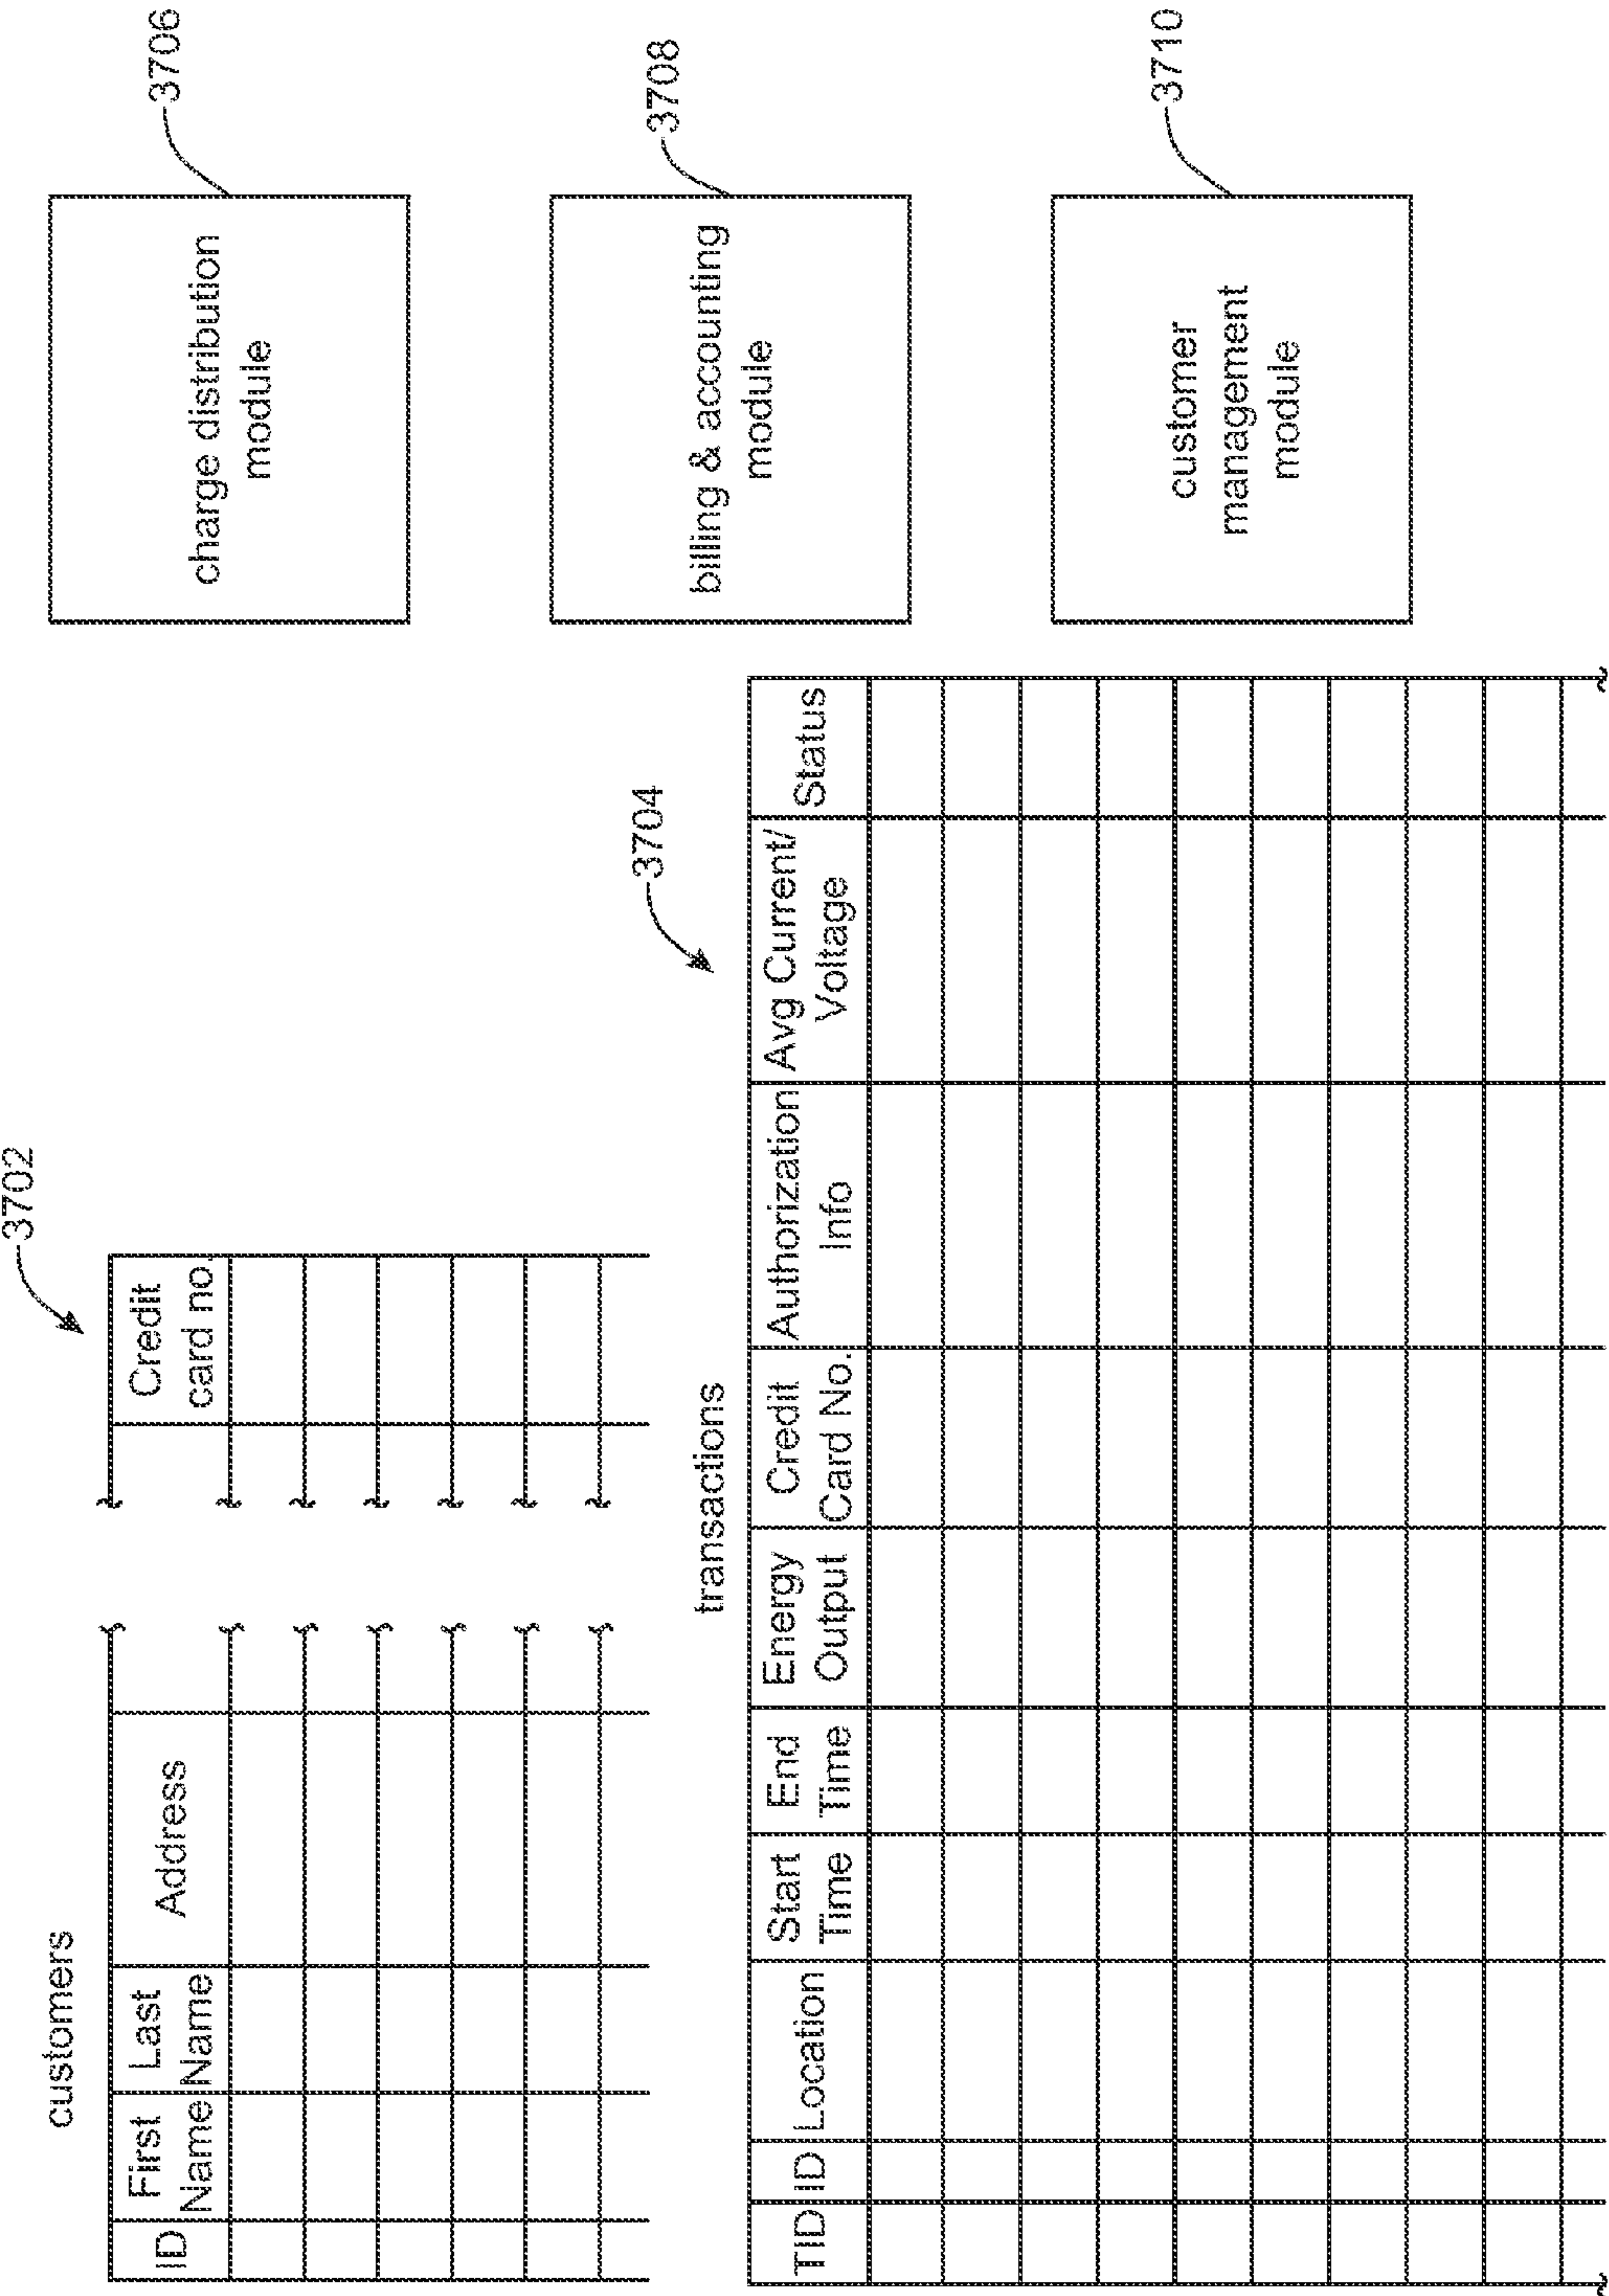 customers
3702
ID
First
Name
Last
Name
Address
Credit
card no.
transactions
3704
TID
ID
Location
Start
Time
End
Time
Energy
Output
Credit
Card No.
Authorization
Info
Avg Current/
Voltage
Status
charge distribution
module
3706
billing & accounting
module
3708
customer
management
module
3710